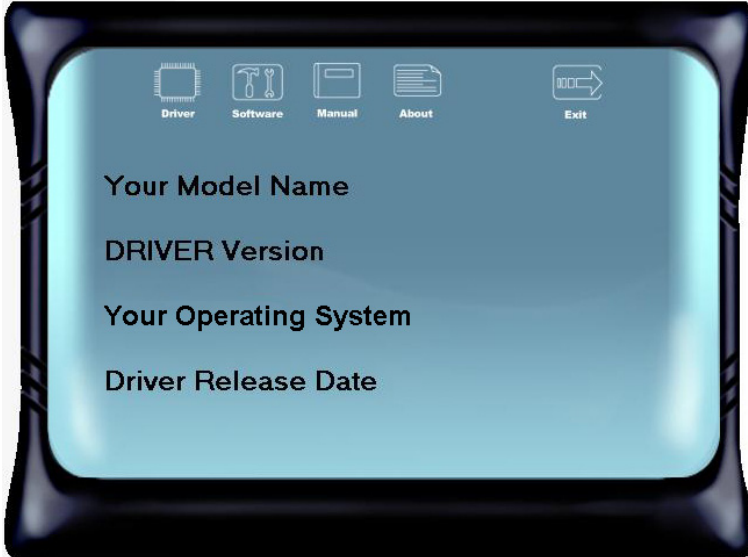 Driver Software Manual About Exit
Your Model Name
DRIVER Version
Your Operating System
Driver Release Date